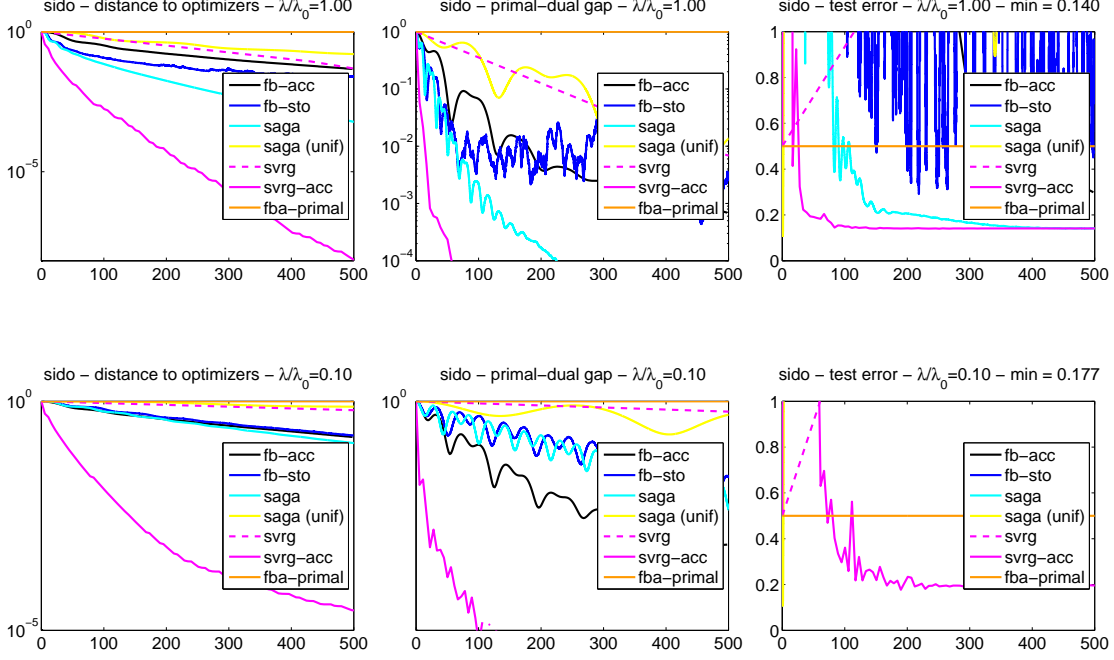 sido − distance to optimizers − λ/λ0=1.00
10^0
10^−5
0 100 200 300 400 500
fb−acc
fb−sto
saga
saga (unif)
svrg
svrg−acc
fba−primal
sido − primal−dual gap − λ/λ0=1.00
10^0
10^−1
10^−2
10^−3
10^−4
0 100 200 300 400 500
fb−acc
fb−sto
saga
saga (unif)
svrg
svrg−acc
fba−primal
sido − test error − λ/λ0=1.00 − min = 0.140
1
0.8
0.6
0.4
0.2
0
0 100 200 300 400 500
fb−acc
fb−sto
saga
saga (unif)
svrg
svrg−acc
fba−primal
sido − distance to optimizers − λ/λ0=0.10
10^0
10^−5
0 100 200 300 400 500
fb−acc
fb−sto
saga
saga (unif)
svrg
svrg−acc
fba−primal
sido − primal−dual gap − λ/λ0=0.10
10^0
10^−5
0 100 200 300 400 500
fb−acc
fb−sto
saga
saga (unif)
svrg
svrg−acc
fba−primal
sido − test error − λ/λ0=0.10 − min = 0.177
1
0.8
0.6
0.4
0.2
0
0 100 200 300 400 500
fb−acc
fb−sto
saga
saga (unif)
svrg
svrg−acc
fba−primal